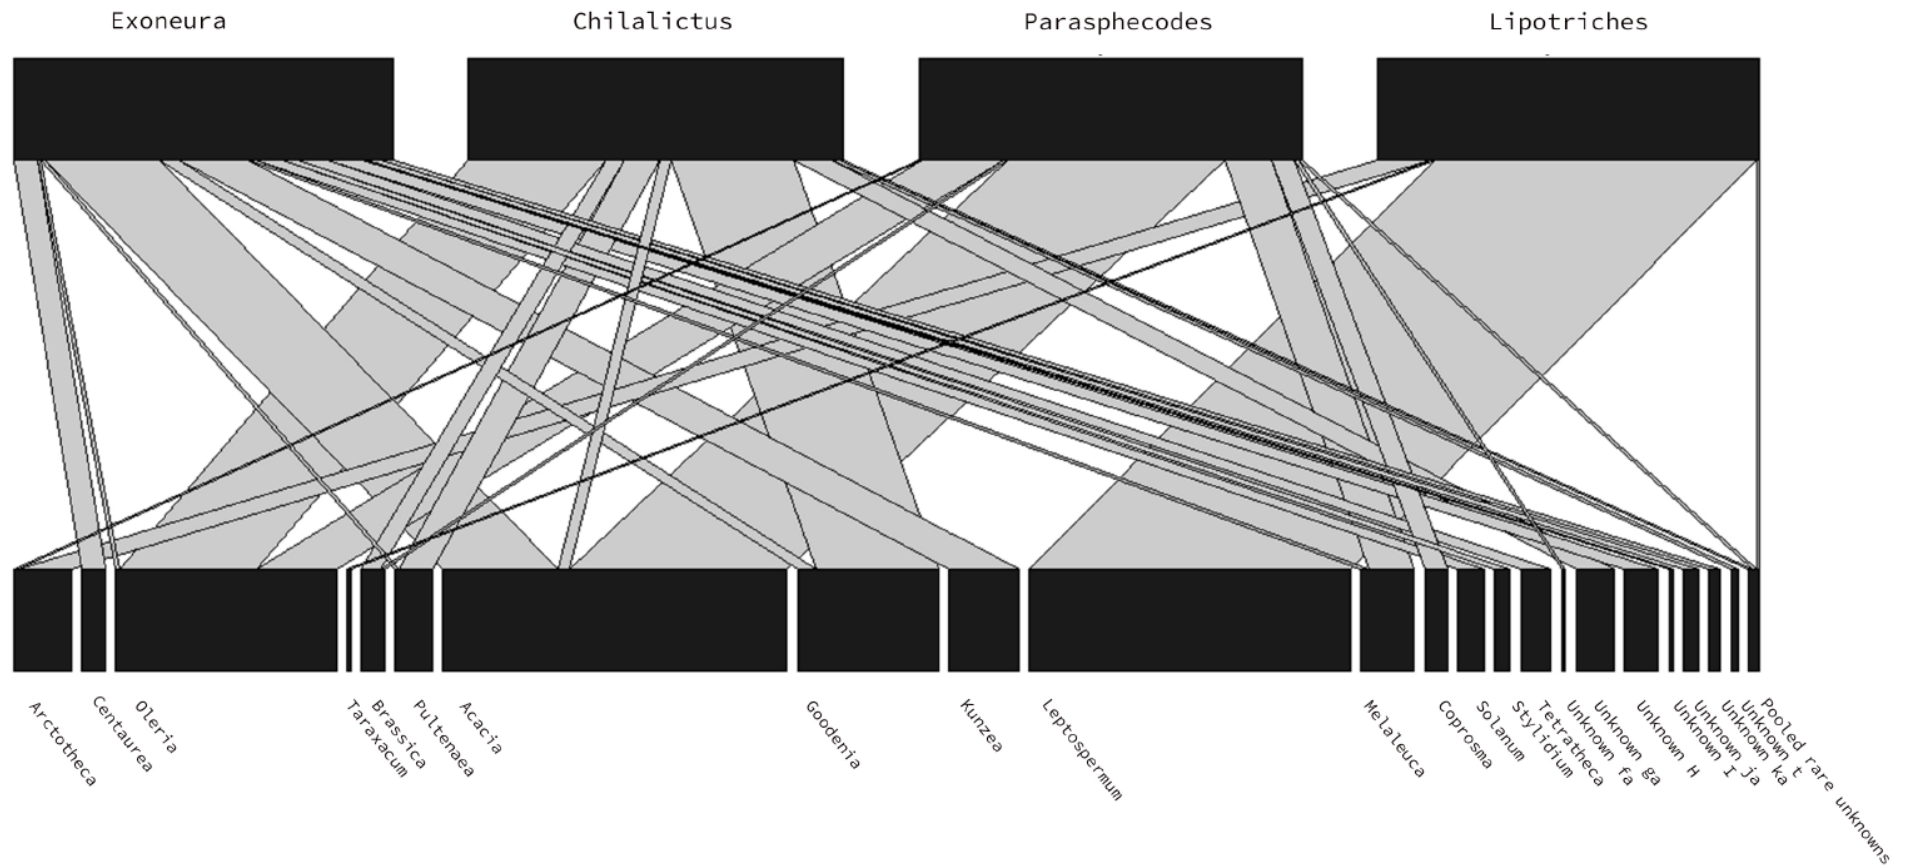 Exoneura
Chilalictus
Parasphecodes
Lipotriches
Arctotheca
Centaurea
Oleria
Taraxacum
Brassica
Pultenaea
Acacia
Goodenia
Kunzea
Leptospermum
Melaleuca
Coprosma
Solanum
Stylidium
Tetratheca
Unknown fa
Unknown ga
Unknown H
Unknown I
Unknown ja
Unknown ka
Unknown t
Pooled rare unknowns